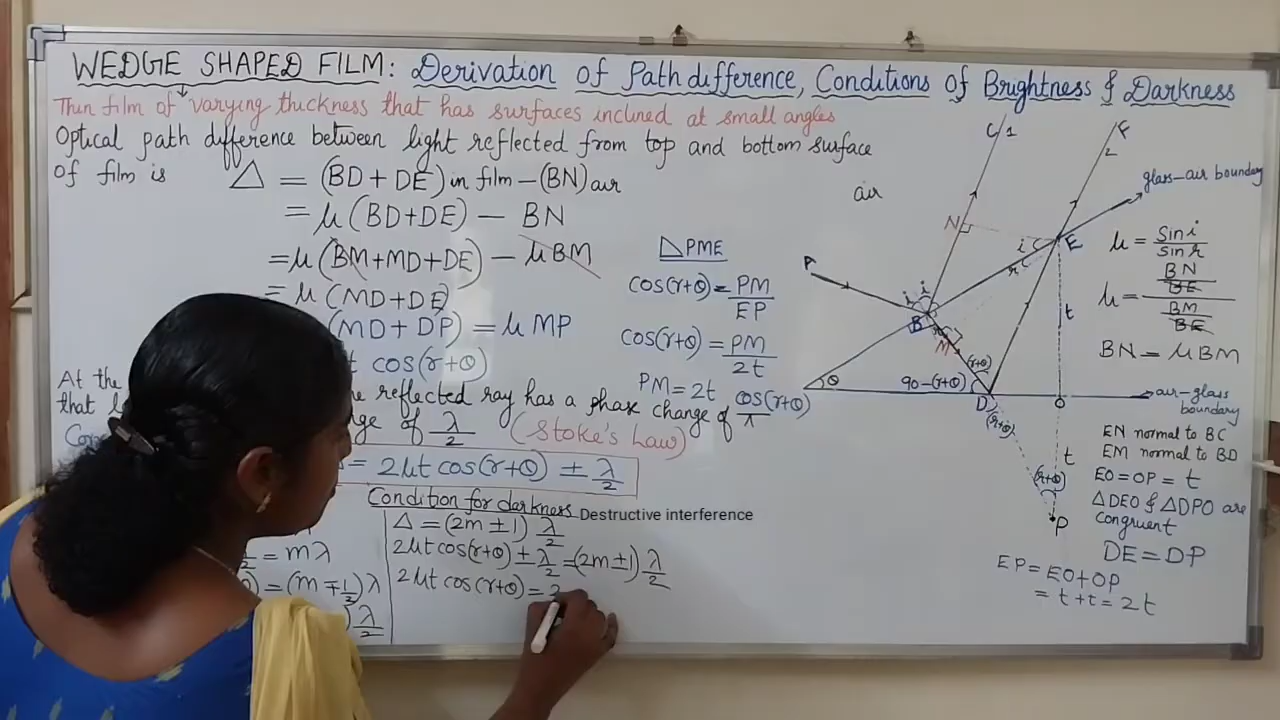 WEDGE SHAPED FILM: Derivation of Path difference, Conditions of Brightness & Darkness
Thin film of varying thickness that has surfaces inclined at small angles
Optical path difference between light reflected from top and bottom surface
of film is Δ = (BD + DE) in film - (BN) air
= μ (BD+DE) - BN
= μ (BM+MD+DE) - μBM
= μ (MD+DE)
(MD + DP) = μ MP
t cos(r+θ)
At the
reflected ray has a phase change of π
that
ge of λ/2 (Stoke's Law)
= 2μt cos(r+θ) ± λ/2
= mλ
= (m ∓ 1/2) λ
) λ/2
Condition for darkness
Destructive interference
Δ = (2m ± 1) λ/2
2μt cos(r+θ) ± λ/2 = (2m ± 1) λ/2
2μt cos(r+θ) = 2
△PME
cos(r+θ) = PM/EP
cos(r+θ) = PM/2t
PM = 2t cos(r+θ)
air
C 1
F
2
glass-air boundary
N
i
E
r
A
i i
B
M
t
(r+θ)
θ
90-(r+θ)
D
O
air-glass
boundary
(r+θ)
t
(r+θ)
P
μ = Sin i / Sin r
μ = BN/BE / BM/BE
BN = μBM
EN normal to BC
EM normal to BD
EO = OP = t
△DEO & △DPO are
congruent
DE = DP
EP = EO+OP
= t + t = 2t